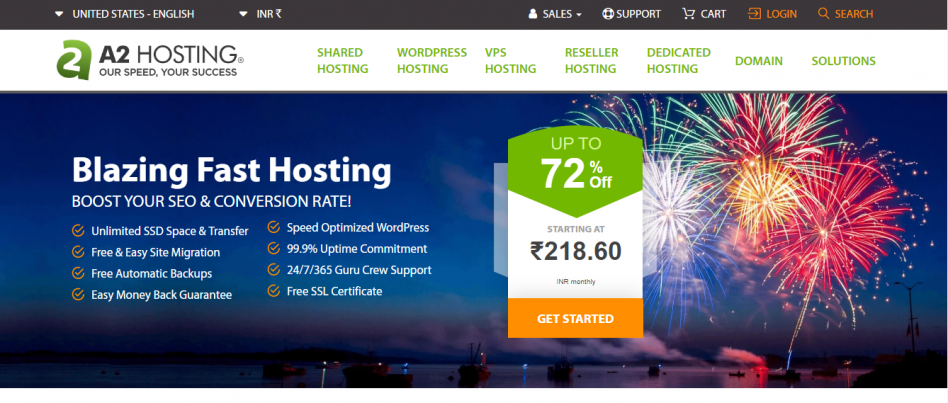 UNITED STATES - ENGLISH
INR ₹
SALES
SUPPORT
CART
LOGIN
SEARCH
a2
A2 HOSTING®
OUR SPEED, YOUR SUCCESS
SHARED
HOSTING
WORDPRESS
HOSTING
VPS
HOSTING
RESELLER
HOSTING
DEDICATED
HOSTING
DOMAIN
SOLUTIONS
Blazing Fast Hosting
BOOST YOUR SEO & CONVERSION RATE!
Unlimited SSD Space & Transfer
Free & Easy Site Migration
Free Automatic Backups
Easy Money Back Guarantee
Speed Optimized WordPress
99.9% Uptime Commitment
24/7/365 Guru Crew Support
Free SSL Certificate
UP TO
72% Off
STARTING AT
₹218.60
INR monthly
GET STARTED